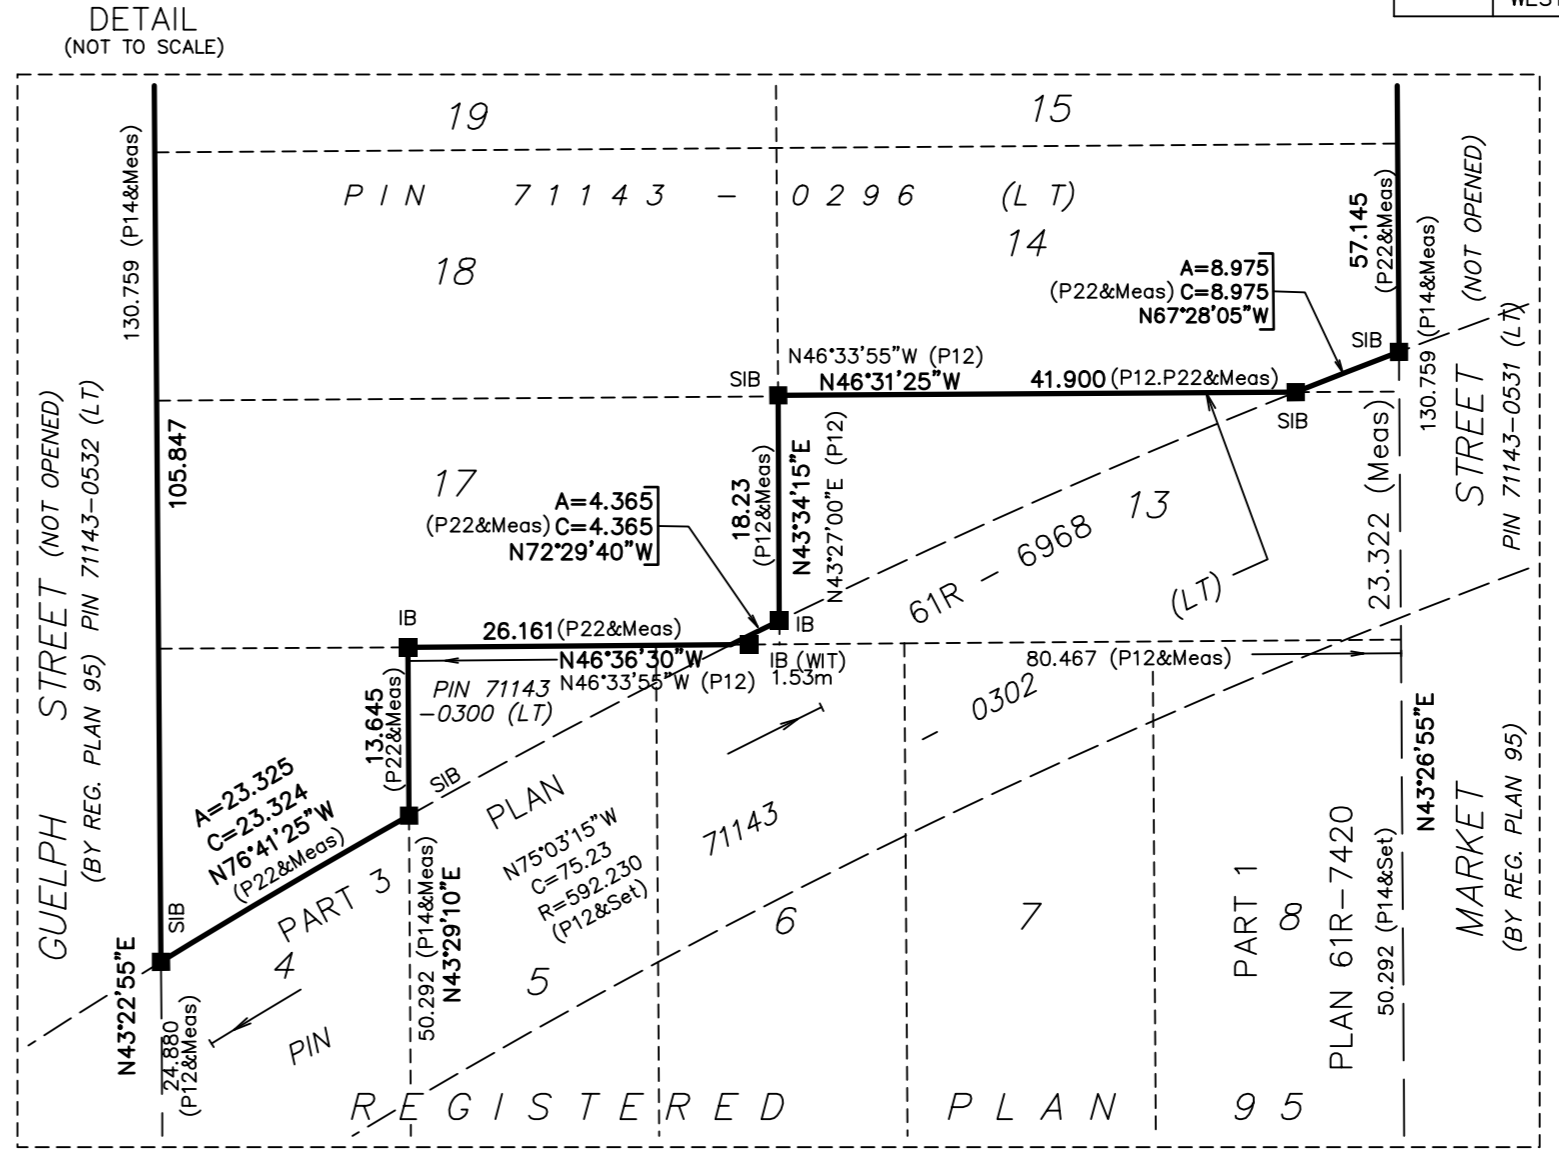 DETAIL
(NOT TO SCALE)
19
15
130.759 (P14&Meas)
PIN 71143 - 0296 (LT)
14
18
57.145
(P22&Meas)
130.759 (P14&Meas)
STREET (NOT OPENED)
PIN 71143-0531 (LT)
A=8.975
(P22&Meas) C=8.975
N67°28'05"W
SIB
N46°33'55"W (P12)
N46°31'25"W
41.900 (P12.P22&Meas)
SIB
SIB
GUELPH STREET (NOT OPENED)
(BY REG. PLAN 95) PIN 71143-0532 (LT)
105.847
17
A=4.365
(P22&Meas) C=4.365
N72°29'40"W
18.23
(P12&Meas)
N43°34'15"E
N43°27'00"E (P12)
13
61R - 6968
(LT)
23.322 (Meas)
IB
26.161 (P22&Meas)
IB
N46°36'30"W
N46°33'55"W (P12)
IB (WIT)
1.53m
80.467 (P12&Meas)
PIN 71143
-0300 (LT)
- 0302
13.645
(P22&Meas)
SIB
PLAN
N75°03'15"W
C=75.23
R=592.230
(P12&Set)
71143
A=23.325
C=23.324
N76°41'25"W
(P22&Meas)
SIB
PART 3
4
5
6
7
8
PIN
50.292 (P14&Meas)
N43°29'10"E
PART 1
PLAN 61R-7420
50.292 (P14&Set)
N43°26'55"E
MARKET
(BY REG. PLAN 95)
N43°22'55"E
24.880
(P12&Meas)
REGISTERED PLAN 95